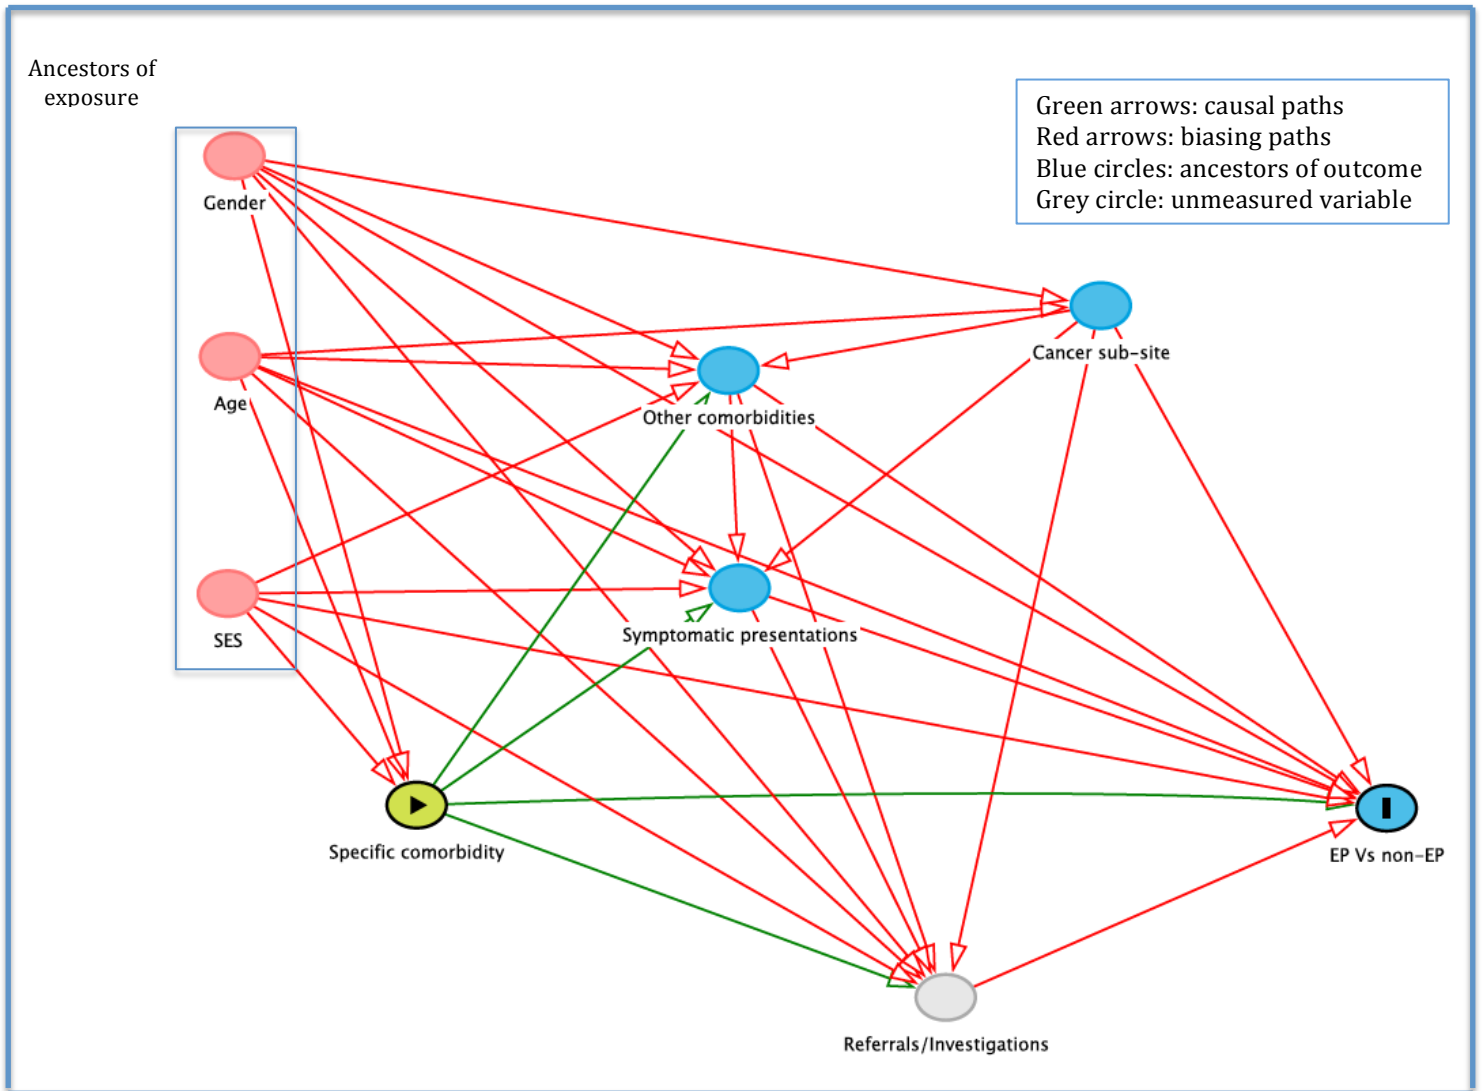 Ancestors of
exposure
Green arrows: causal paths
Red arrows: biasing paths
Blue circles: ancestors of outcome
Grey circle: unmeasured variable
Gender
Cancer sub-site
Age
Other comorbidities
Symptomatic presentations
SES
Specific comorbidity
EP Vs non-EP
Referrals/Investigations